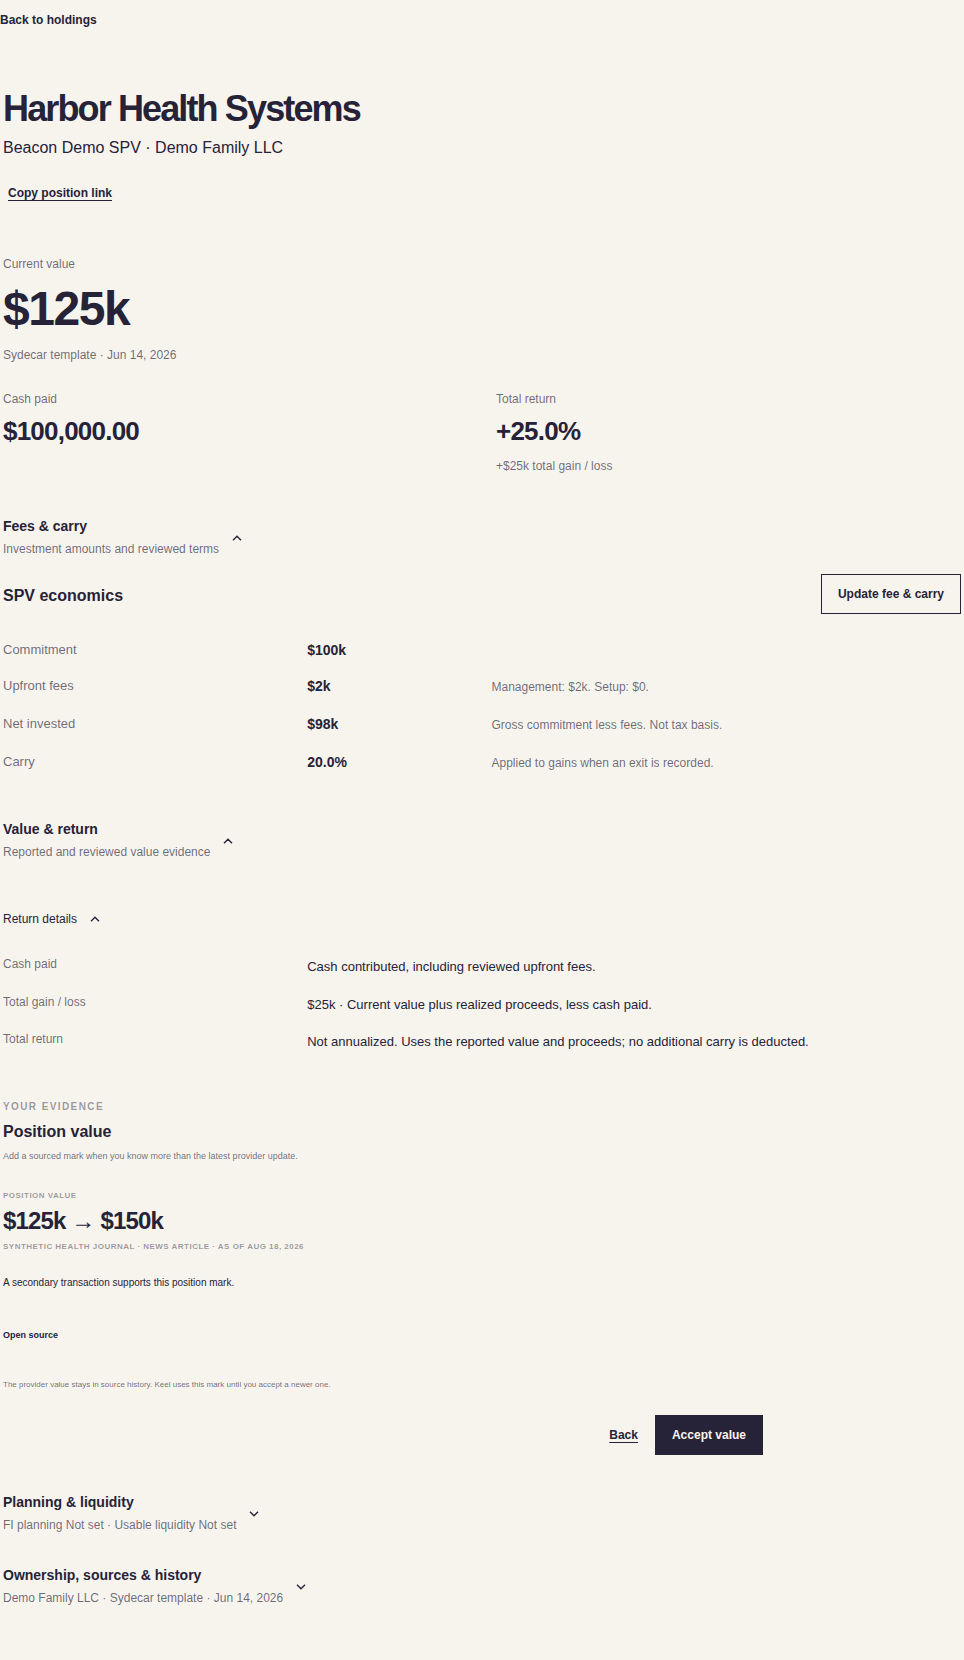 Back to holdings
Harbor Health Systems
Beacon Demo SPV · Demo Family LLC
Copy position link
Current value
$125k
Sydecar template · Jun 14, 2026
Cash paid
$100,000.00
Total return
+25.0%
+$25k total gain / loss
Fees & carry
Investment amounts and reviewed terms
SPV economics
Update fee & carry
Commitment $100k
Upfront fees $2k Management: $2k. Setup: $0.
Net invested $98k Gross commitment less fees. Not tax basis.
Carry 20.0% Applied to gains when an exit is recorded.
Value & return
Reported and reviewed value evidence
Return details
Cash paid Cash contributed, including reviewed upfront fees.
Total gain / loss $25k · Current value plus realized proceeds, less cash paid.
Total return Not annualized. Uses the reported value and proceeds; no additional carry is deducted.
YOUR EVIDENCE
Position value
Add a sourced mark when you know more than the latest provider update.
POSITION VALUE
$125k → $150k
SYNTHETIC HEALTH JOURNAL · NEWS ARTICLE · AS OF AUG 18, 2026
A secondary transaction supports this position mark.
Open source
The provider value stays in source history. Keel uses this mark until you accept a newer one.
Back Accept value
Planning & liquidity
FI planning Not set · Usable liquidity Not set
Ownership, sources & history
Demo Family LLC · Sydecar template · Jun 14, 2026